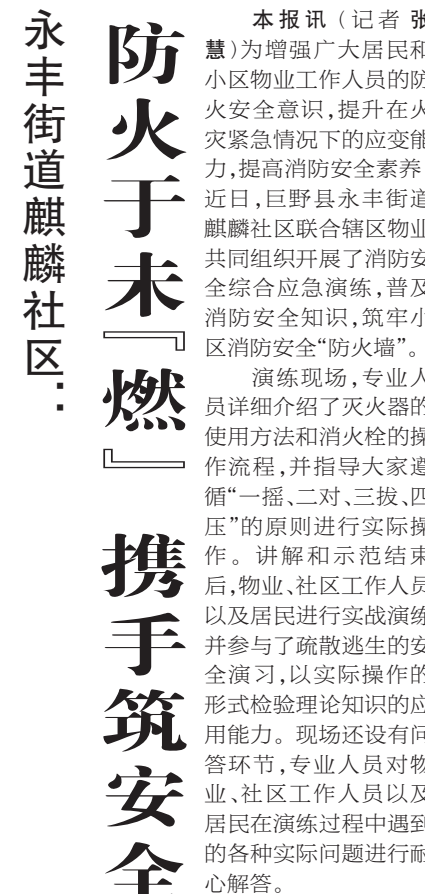 永丰街道麒麟社区：
防火于未『燃』 携手筑安全
本报讯（记者 张
慧）为增强广大居民和
小区物业工作人员的防
火安全意识，提升在火
灾紧急情况下的应变能
力，提高消防安全素养
近日，巨野县永丰街道
麒麟社区联合辖区物业
共同组织开展了消防安
全综合应急演练，普及
消防安全知识，筑牢小
区消防安全“防火墙”。
演练现场，专业人
员详细介绍了灭火器的
使用方法和消火栓的操
作流程，并指导大家遵
循“一摇、二对、三拔、四
压”的原则进行实际操
作。讲解和示范结束
后，物业、社区工作人员
以及居民进行实战演练
并参与了疏散逃生的安
全演习，以实际操作的
形式检验理论知识的应
用能力。现场还设有问
答环节，专业人员对物
业、社区工作人员以及
居民在演练过程中遇到
的各种实际问题进行耐
心解答。